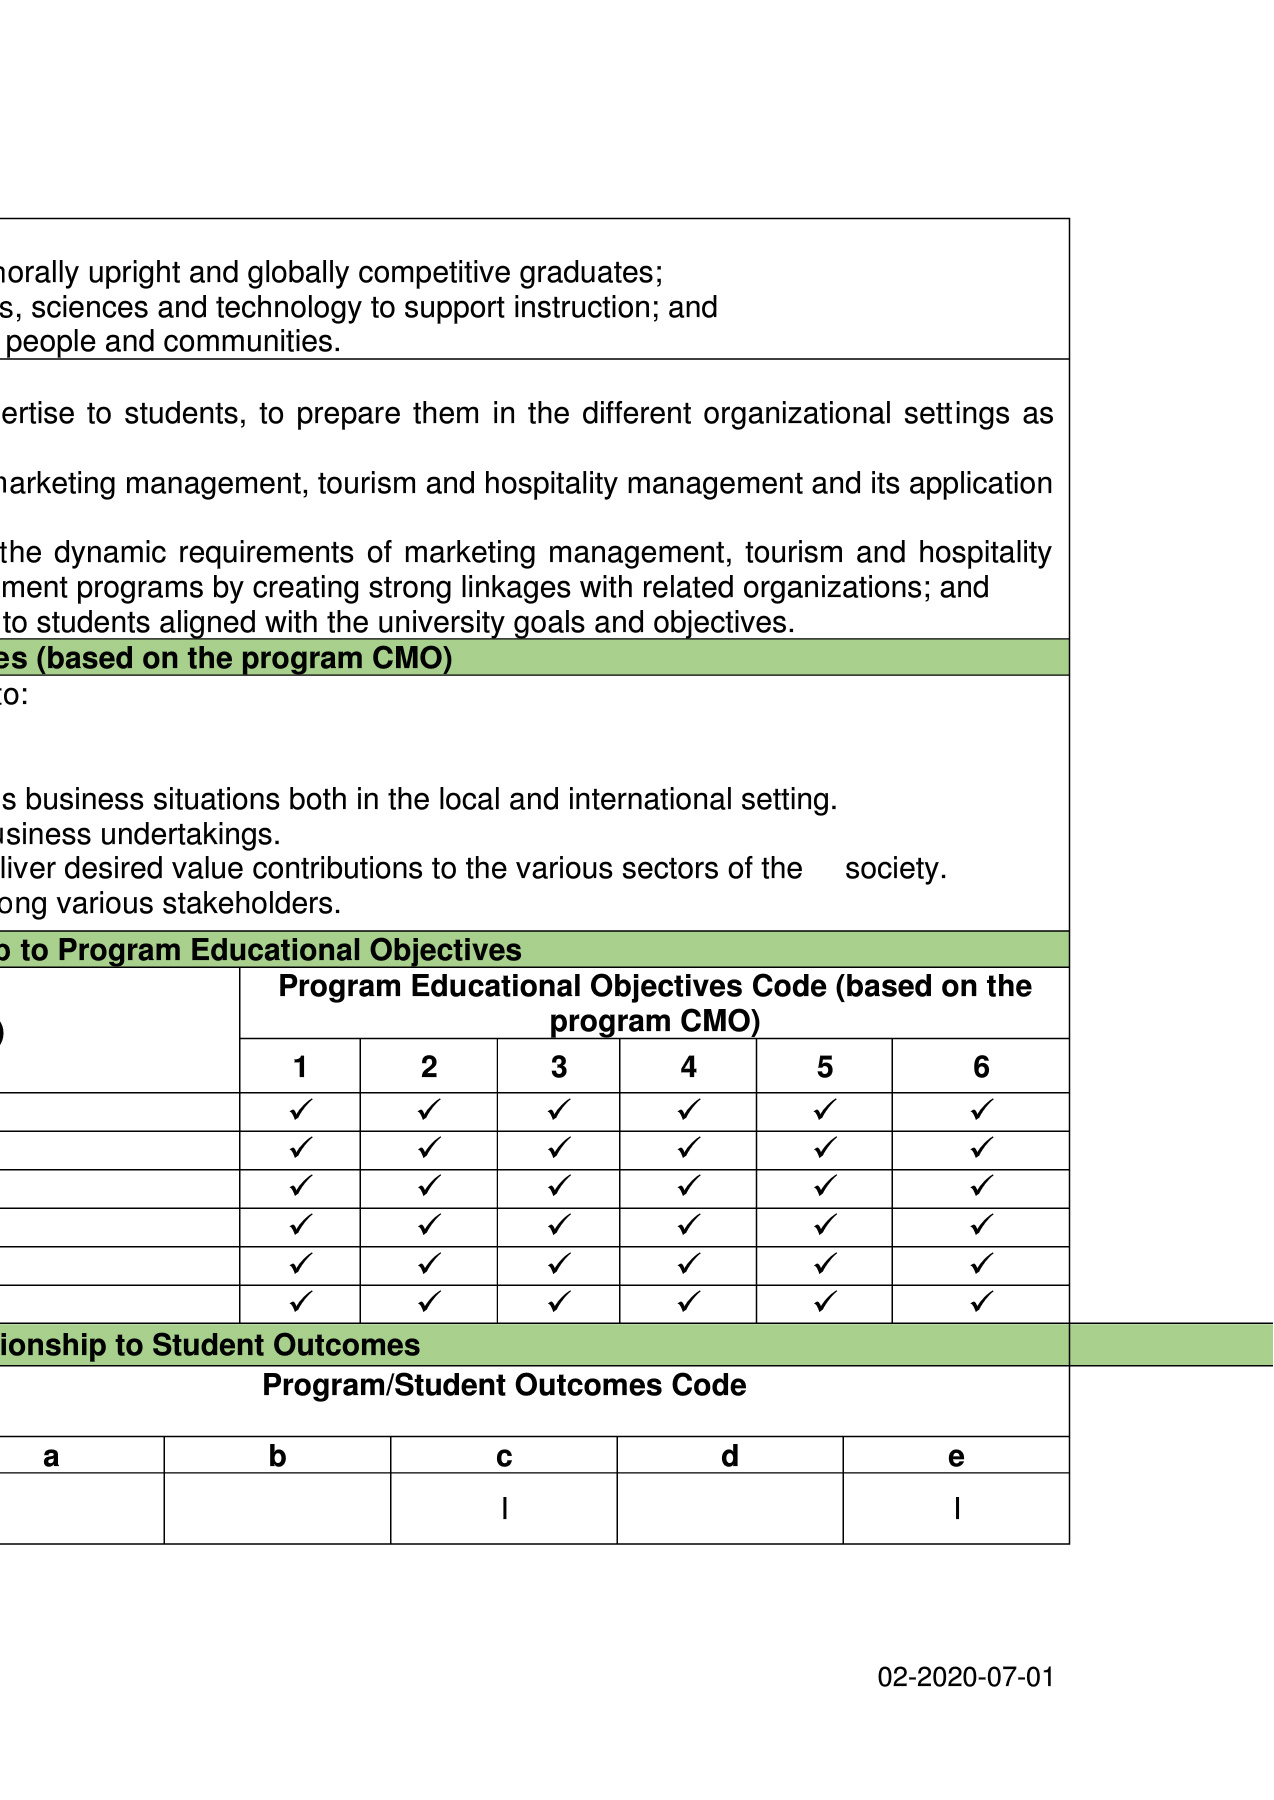 norally upright and globally competitive graduates;
s, sciences and technology to support instruction; and
people and communities.
ertise to students, to prepare them in the different organizational settings as
narketing management, tourism and hospitality management and its application
the dynamic requirements of marketing management, tourism and hospitality
ment programs by creating strong linkages with related organizations; and
to students aligned with the university goals and objectives.
es (based on the program CMO)
to:
s business situations both in the local and international setting.
usiness undertakings.
liver desired value contributions to the various sectors of the society.
ong various stakeholders.
p to Program Educational Objectives
Program Educational Objectives Code (based on the
program CMO)
)
1 2 3 4 5 6
✓ ✓ ✓ ✓ ✓ ✓
✓ ✓ ✓ ✓ ✓ ✓
✓ ✓ ✓ ✓ ✓ ✓
✓ ✓ ✓ ✓ ✓ ✓
✓ ✓ ✓ ✓ ✓ ✓
✓ ✓ ✓ ✓ ✓ ✓
ionship to Student Outcomes
Program/Student Outcomes Code
a b c d e
I I
02-2020-07-01